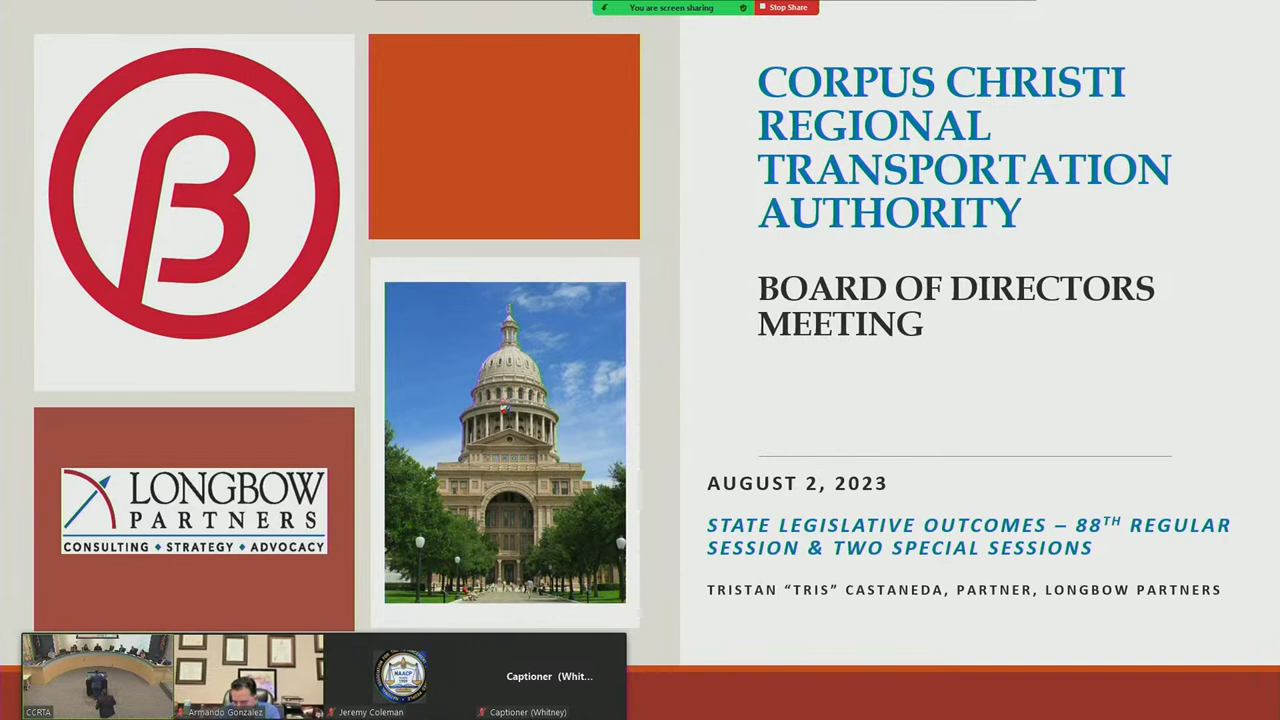 You are screen sharing
Stop Share
CORPUS CHRISTI
REGIONAL
TRANSPORTATION
AUTHORITY
BOARD OF DIRECTORS
MEETING
AUGUST 2, 2023
STATE LEGISLATIVE OUTCOMES – 88TH REGULAR
SESSION & TWO SPECIAL SESSIONS
TRISTAN “TRIS” CASTANEDA, PARTNER, LONGBOW PARTNERS
β
LONGBOW
PARTNERS
CONSULTING ◆ STRATEGY ◆ ADVOCACY
NAACP
Captioner (Whit...
CCRTA
Armando Gonzalez
Jeremy Coleman
Captioner (Whitney)